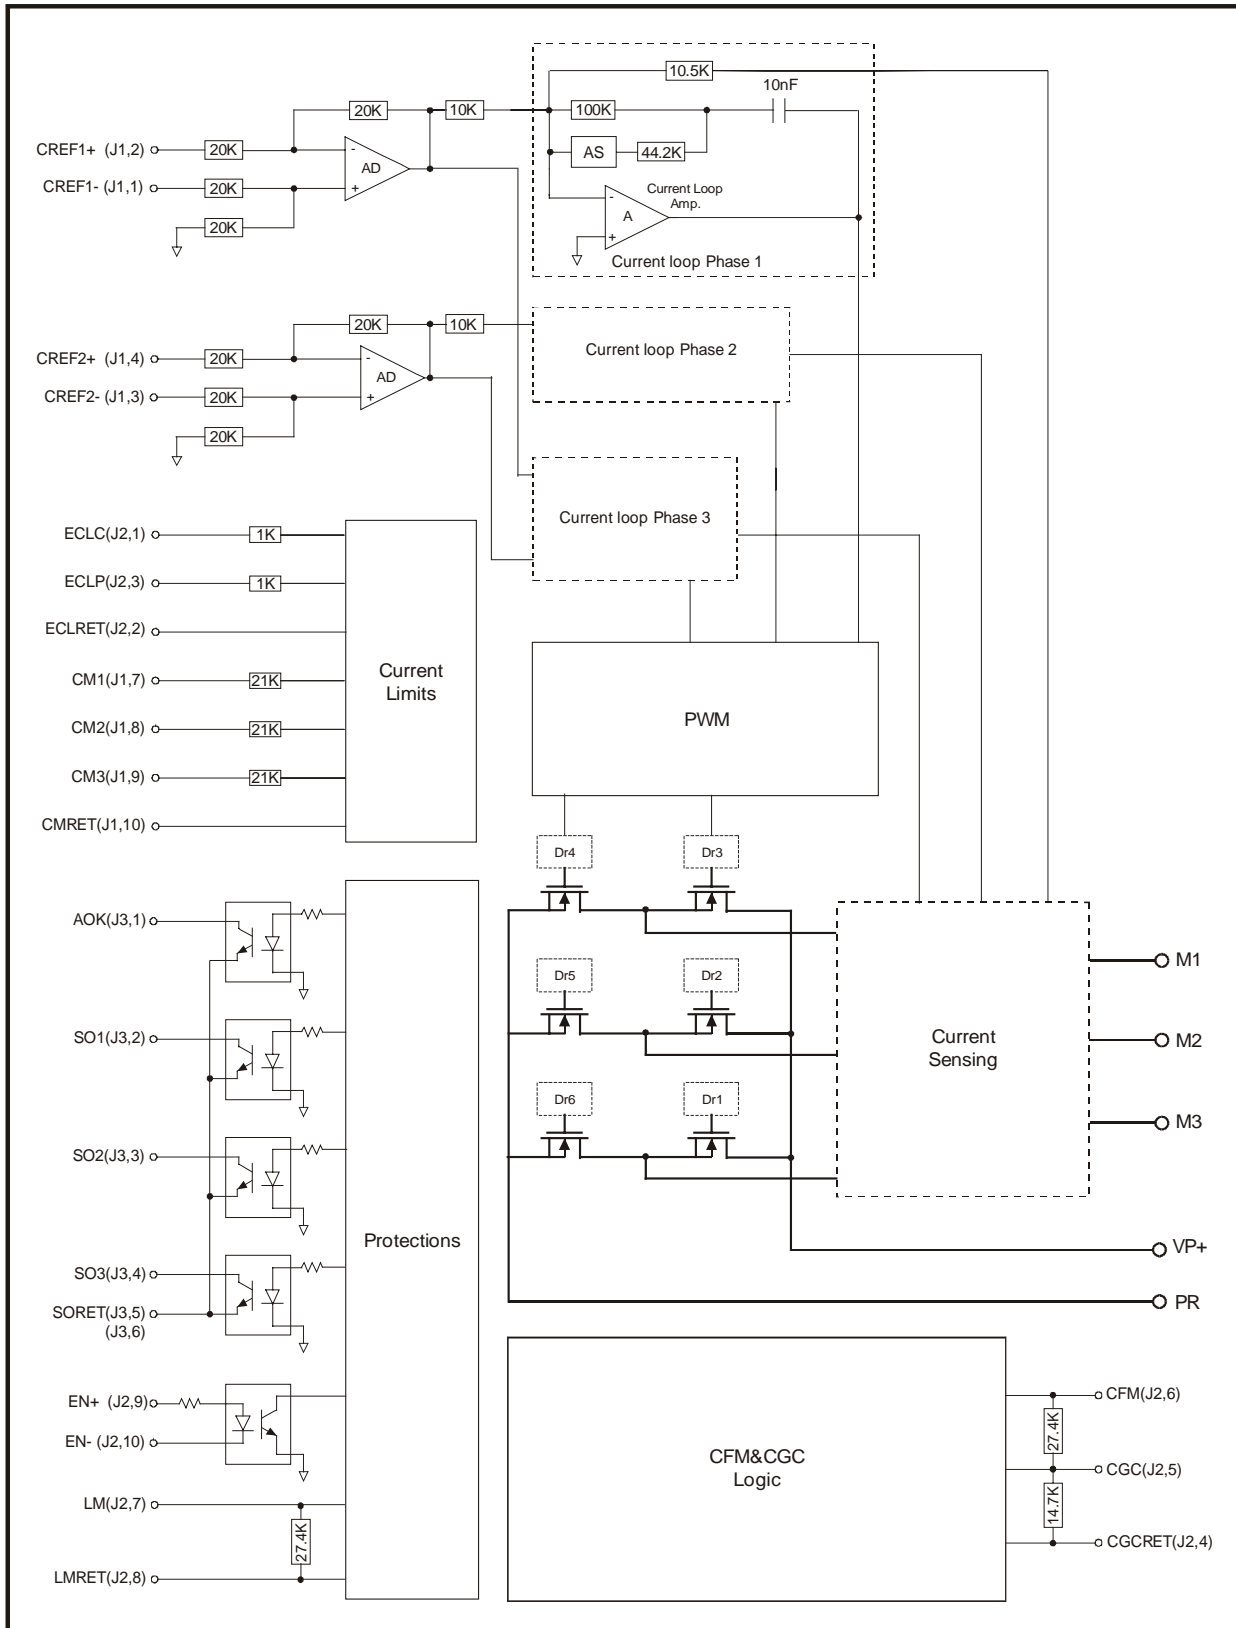 10.5K
10nF
20K
10K
100K
CREF1+ (J1,2)
20K
AD
AS
44.2K
CREF1- (J1,1)
20K
-
+
Current Loop
Amp.
-
A
+
20K
Current loop Phase 1
20K
10K
CREF2+ (J1,4)
20K
-
AD
+
Current loop Phase 2
CREF2- (J1,3)
20K
20K
Current loop Phase 3
ECLC(J2,1)
1K
ECLP(J2,3)
1K
ECLRET(J2,2)
CM1(J1,7)
21K
Current
Limits
CM2(J1,8)
21K
PWM
CM3(J1,9)
21K
CMRET(J1,10)
Dr4
Dr3
AOK(J3,1)
M1
Dr5
Dr2
SO1(J3,2)
Current
Sensing
M2
Dr6
Dr1
M3
SO2(J3,3)
Protections
VP+
SO3(J3,4)
SORET(J3,5)
(J3,6)
PR
EN+ (J2,9)
EN- (J2,10)
CFM(J2,6)
27.4K
CFM&CGC
Logic
CGC(J2,5)
14.7K
CGCRET(J2,4)
LM(J2,7)
27.4K
LMRET(J2,8)